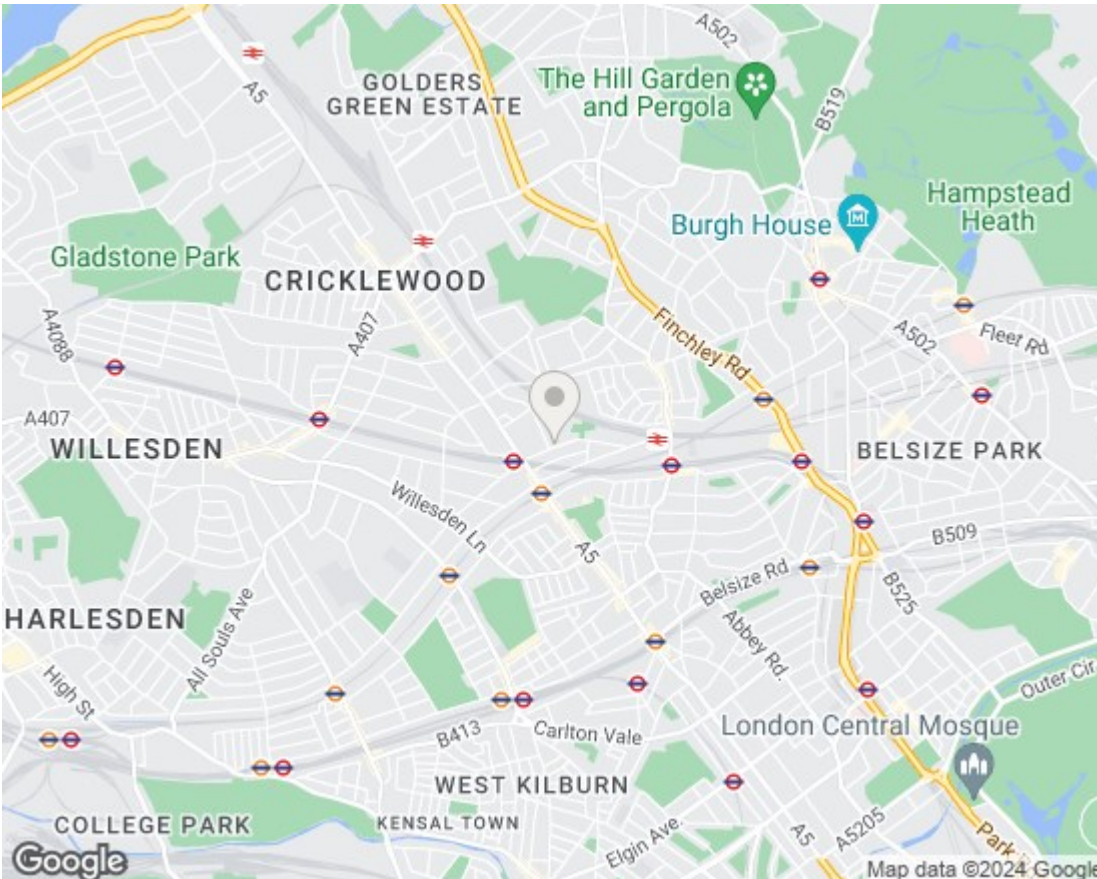 A502
A5
GOLDERS
GREEN ESTATE
The Hill Garden
and Pergola
B519
Hampstead
Heath
Burgh House
Gladstone Park
CRICKLEWOOD
A4088
A407
Finchley Rd
A502
Fleet Rd
A407
WILLESDEN
BELSIZE PARK
Willesden Ln
A5
B509
Belsize Rd
B525
HARLESDEN
All Souls Ave
Abbey Rd.
High St
Outer Cir
B413
Carlton Vale
London Central Mosque
WEST KILBURN
COLLEGE PARK
KENSAL TOWN
Elgin Ave.
A5
A5205
Park
Google
Map data ©2024 Google